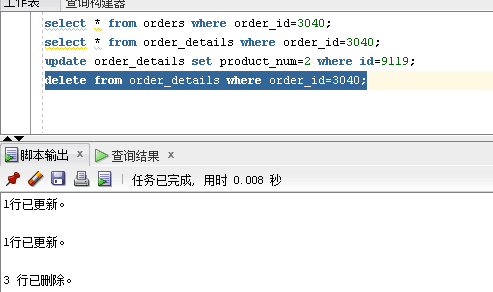 工作表 查询构建器
select * from orders where order_id=3040;
select * from order_details where order_id=3040;
update order_details set product_num=2 where id=9119;
delete from order_details where order_id=3040;
脚本输出 x 查询结果 x
任务已完成, 用时 0.008 秒
1行已更新。
1行已更新。
3 行已删除。